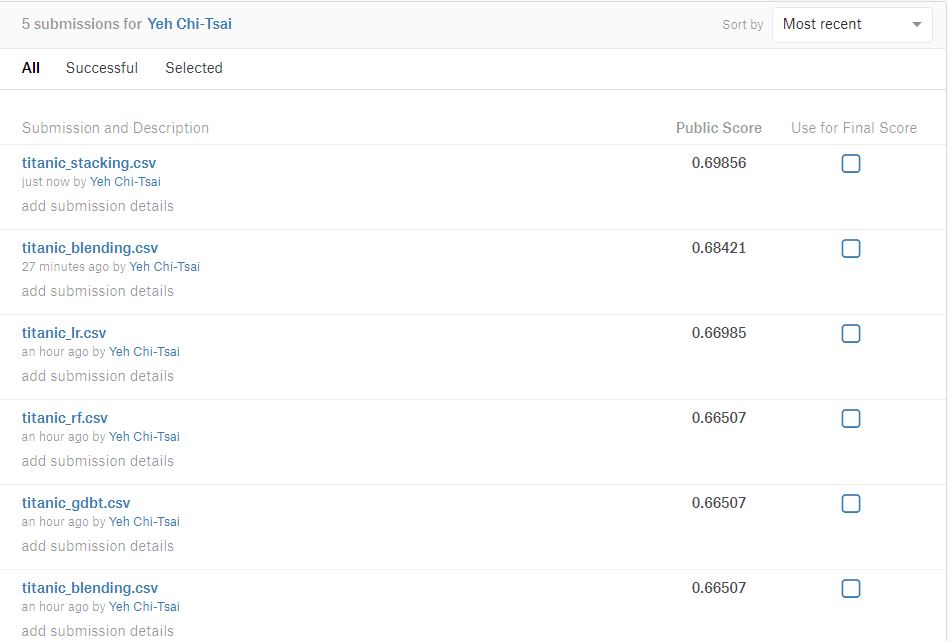 5 submissions for Yeh Chi-Tsai Sort by Most recent
All Successful Selected
Submission and Description Public Score Use for Final Score
titanic_stacking.csv 0.69856
just now by Yeh Chi-Tsai
add submission details
titanic_blending.csv 0.68421
27 minutes ago by Yeh Chi-Tsai
add submission details
titanic_lr.csv 0.66985
an hour ago by Yeh Chi-Tsai
add submission details
titanic_rf.csv 0.66507
an hour ago by Yeh Chi-Tsai
add submission details
titanic_gdbt.csv 0.66507
an hour ago by Yeh Chi-Tsai
add submission details
titanic_blending.csv 0.66507
an hour ago by Yeh Chi-Tsai
add submission details